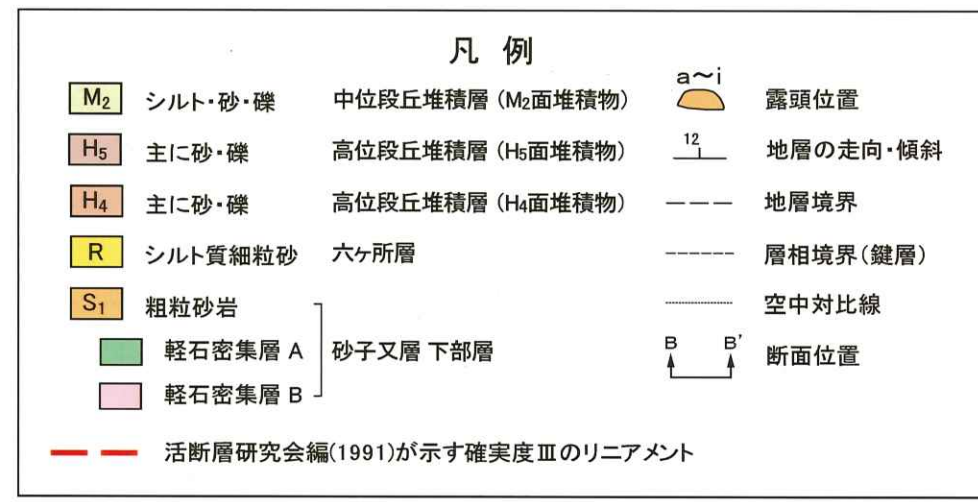 凡 例
M₂ シルト・砂・礫 中位段丘堆積層 (M₂面堆積物)
H₅ 主に砂・礫 高位段丘堆積層 (H₅面堆積物)
H₄ 主に砂・礫 高位段丘堆積層 (H₄面堆積物)
R シルト質細粒砂 六ヶ所層
S₁ 粗粒砂岩
軽石密集層 A
砂子又層 下部層
軽石密集層 B
a～i 露頭位置
12 地層の走向・傾斜
地層境界
層相境界(鍵層)
空中対比線
B B' 断面位置
活断層研究会編(1991)が示す確実度Ⅲのリニアメント